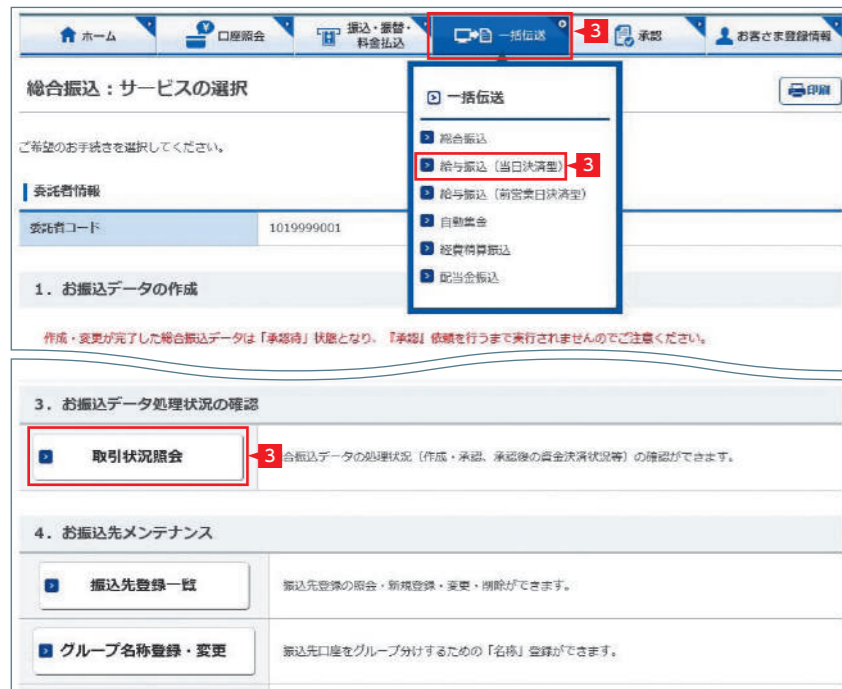 ホーム
口座照会
振込・振替・
料金払込
一括伝送
3
承認
お客さま登録情報
総合振込：サービスの選択
印刷
一括伝送
ご希望のお手続きを選択してください。
総合振込
給与振込（当日決済型）
3
給与振込（前営業日決済型）
自動集金
経費精算振込
配当金振込
委託者情報
委託者コード
1019999001
1．お振込データの作成
作成・変更が完了した総合振込データは「承認待」状態となり、『承認』依頼を行うまで実行されませんのでご注意ください。
3．お振込データ処理状況の確認
取引状況照会
3
合振込データの処理状況（作成・承認、承認後の資金決済状況等）の確認ができます。
4．お振込先メンテナンス
振込先登録一覧
振込先登録の照会・新規登録・変更・削除ができます。
グループ名称登録・変更
振込先口座をグループ分けするための「名称」登録ができます。